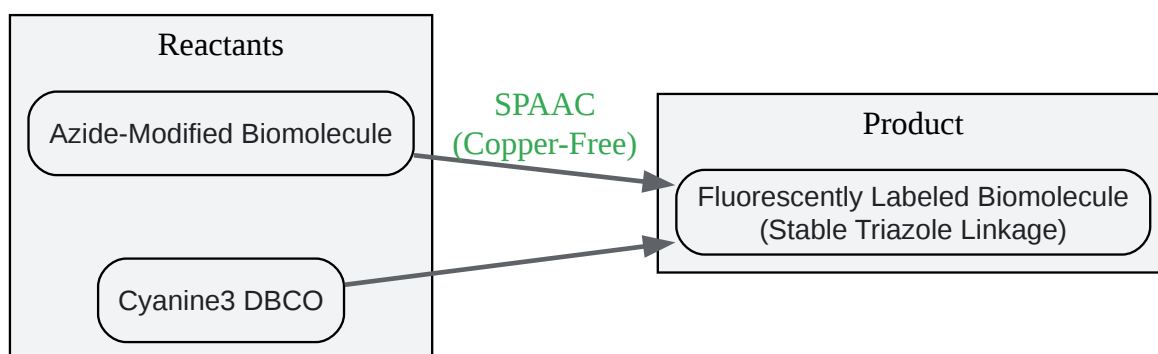 Reactants
Azide-Modified Biomolecule
Cyanine3 DBCO
SPAAC
(Copper-Free)
Product
Fluorescently Labeled Biomolecule
(Stable Triazole Linkage)